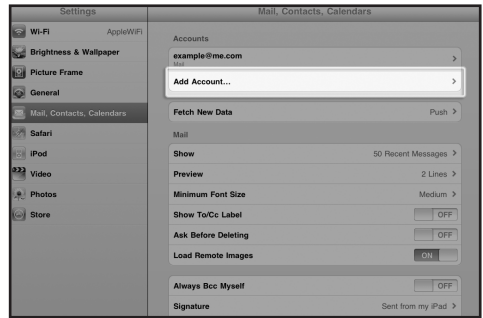 Settings
Mail, Contacts, Calendars
Wi-Fi AppleWiFi
Brightness & Wallpaper
Picture Frame
General
Mail, Contacts, Calendars
Safari
iPod
Video
Photos
Store
Accounts
example@me.com
Mail
Add Account...
Fetch New Data Push
Mail
Show 50 Recent Messages
Preview 2 Lines
Minimum Font Size Medium
Show To/Cc Label OFF
Ask Before Deleting OFF
Load Remote Images ON
Always Bcc Myself OFF
Signature Sent from my iPad